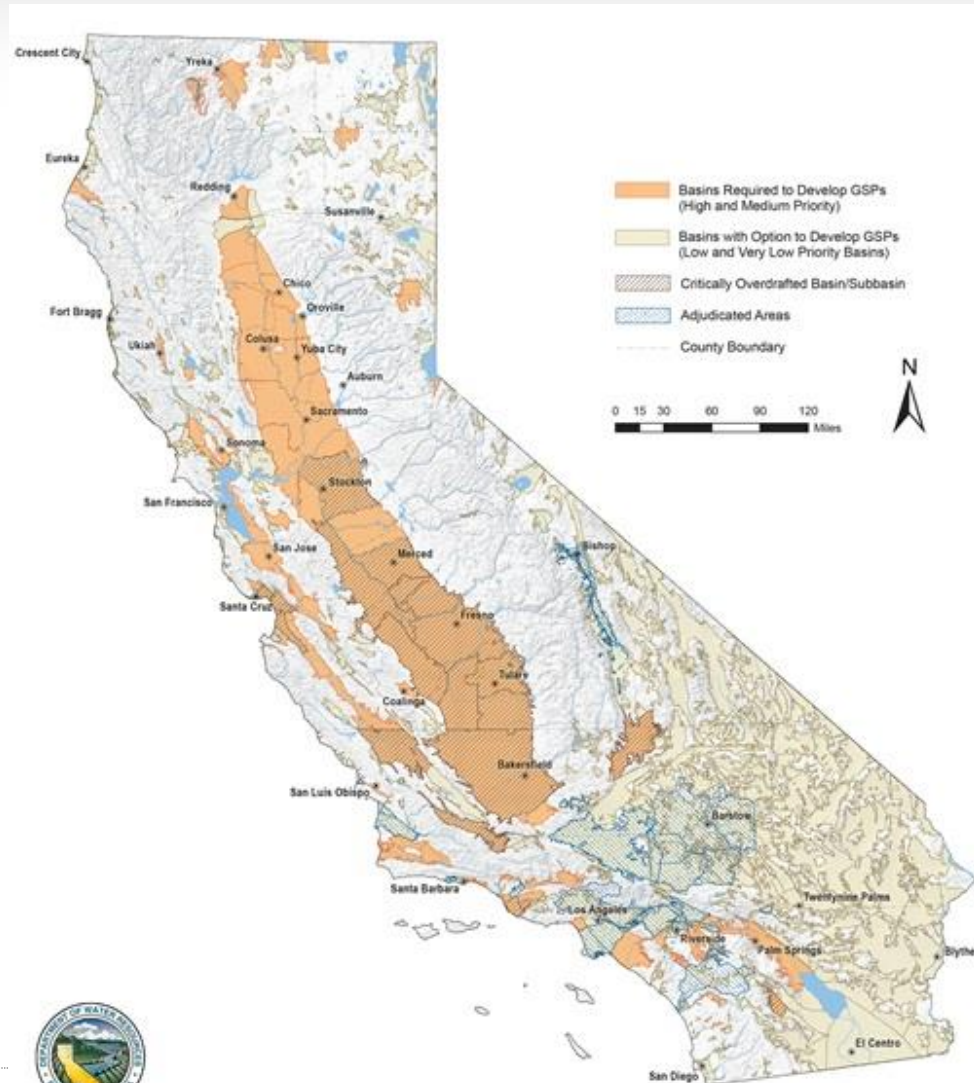 Crescent City
Yreka
Eureka
Redding
Susanville
Basins Required to Develop GSPs
(High and Medium Priority)
Basins with Option to Develop GSPs
(Low and Very Low Priority Basins)
Critically Overdrafted Basin/Subbasin
Adjudicated Areas
County Boundary
Chico
Oroville
Fort Bragg
Ukiah
Colusa
Yuba City
Auburn
N
0 15 30 60 90 120
Miles
Sacramento
Sonoma
Stockton
San Francisco
San Jose
Merced
Bishop
Santa Cruz
Fresno
Tulare
Coalinga
Bakersfield
San Luis Obispo
Barstow
Santa Barbara
Los Angeles
Twentynine Palms
Riverside
Palm Springs
Blythe
El Centro
San Diego
DEPARTMENT OF WATER RESOURCES